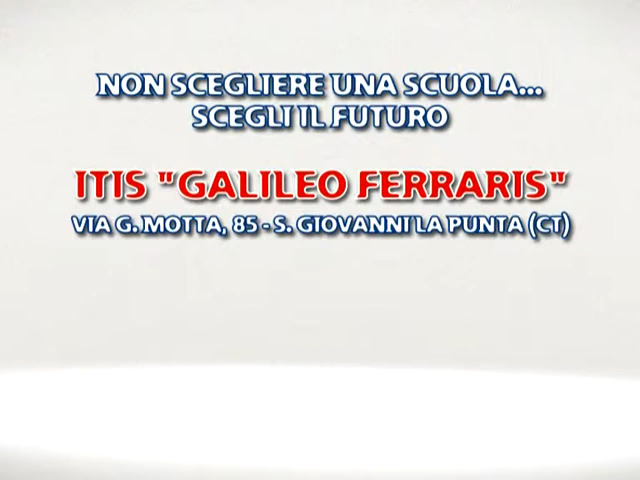 NON SCEGLIERE UNA SCUOLA...
SCEGLI IL FUTURO
ITIS "GALILEO FERRARIS"
VIA G. MOTTA, 85 - S. GIOVANNI LA PUNTA (CT)